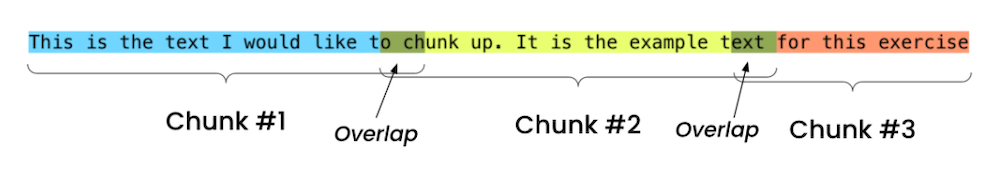 This is the text I would like to chunk up. It is the example text for this exercise
Chunk #1
Overlap
Chunk #2
Overlap
Chunk #3